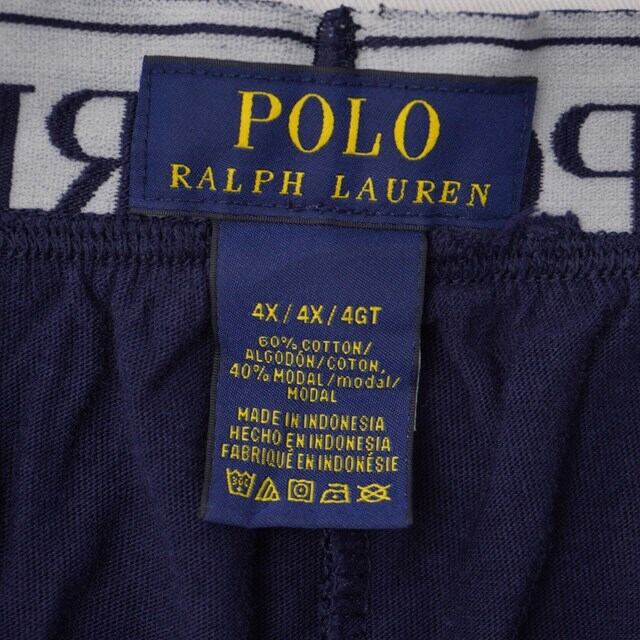 POLO
RALPH LAUREN
4X / 4X / 4GT
60% COTTON/
ALGODÓN/COTON,
40% MODAL/modal/
MODAL
MADE IN INDONESIA
HECHO EN INDONESIA
FABRIQUÉ EN INDONÉSIE